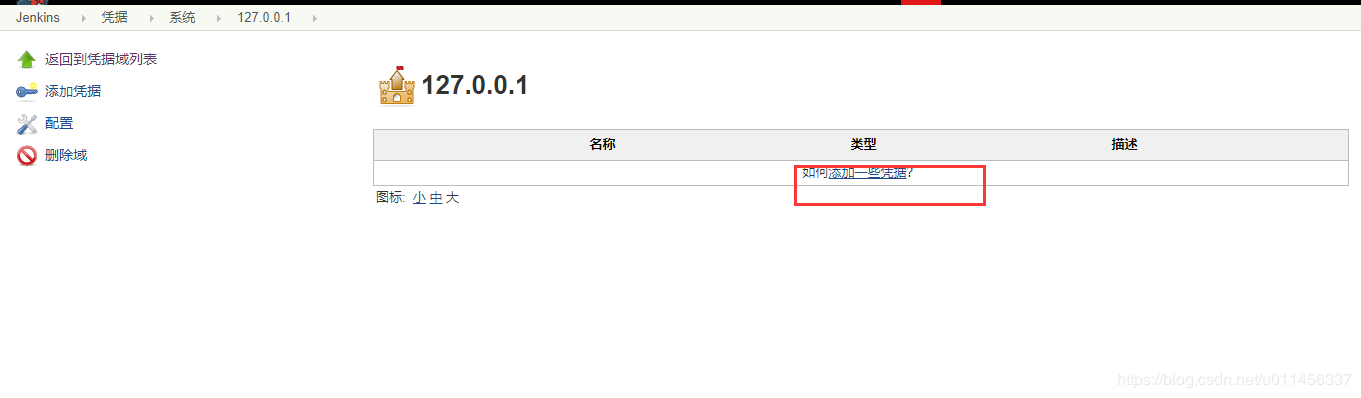 Jenkins 凭据 系统 127.0.0.1
返回到凭据域列表
添加凭据
配置
删除域
127.0.0.1
名称 类型 描述
如何添加一些凭据?
图标: 小 中 大
https://blog.csdn.net/u011456337